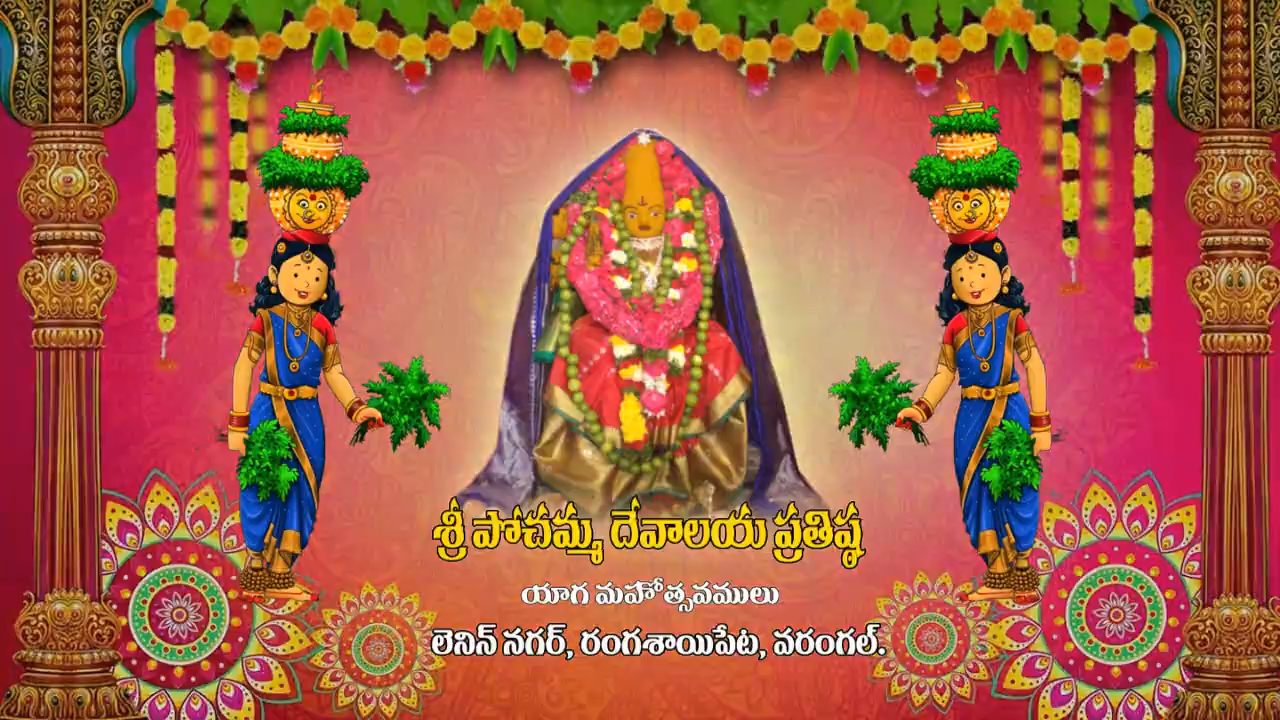 శ్రీ పోచమ్మ దేవాలయ ప్రతిష్ఠ
యాగ మహోత్సవములు
లెనిన్ నగర్, రంగశాయిపేట, వరంగల్.